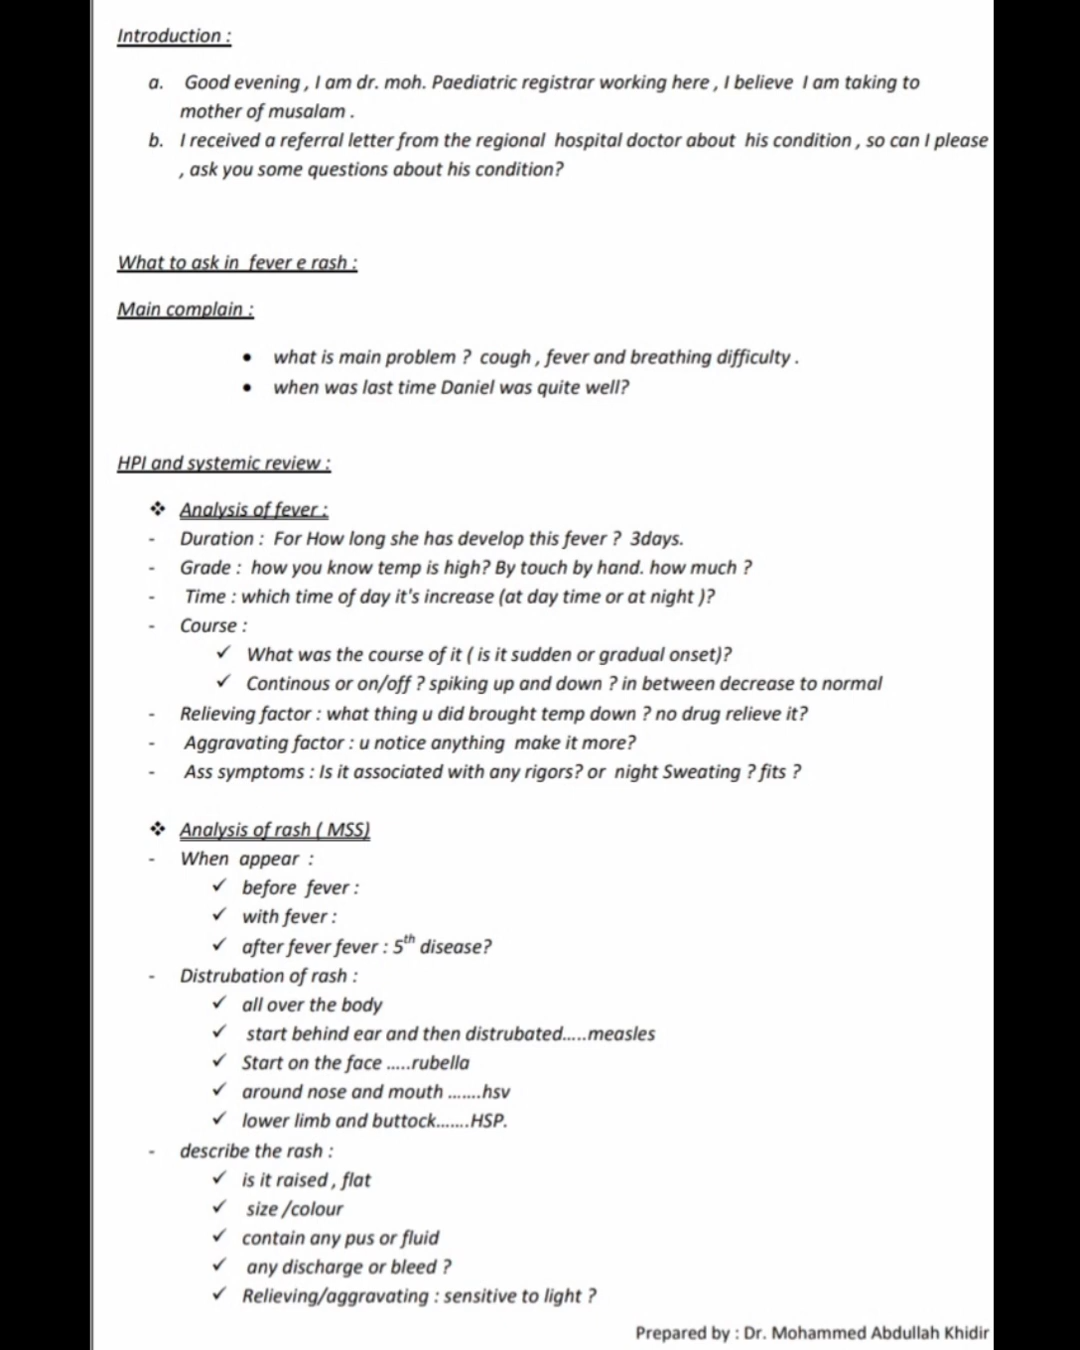 Introduction :
a. Good evening , I am dr. moh. Paediatric registrar working here , I believe I am taking to
mother of musalam .
b. I received a referral letter from the regional hospital doctor about his condition , so can I please
, ask you some questions about his condition?
What to ask in fever e rash :
Main complain :
• what is main problem ? cough , fever and breathing difficulty .
• when was last time Daniel was quite well?
HPI and systemic review :
❖ Analysis of fever :
- Duration : For How long she has develop this fever ? 3days.
- Grade : how you know temp is high? By touch by hand. how much ?
- Time : which time of day it's increase (at day time or at night )?
- Course :
✓ What was the course of it ( is it sudden or gradual onset)?
✓ Continous or on/off ? spiking up and down ? in between decrease to normal
- Relieving factor : what thing u did brought temp down ? no drug relieve it?
- Aggravating factor : u notice anything make it more?
- Ass symptoms : Is it associated with any rigors? or night Sweating ? fits ?
❖ Analysis of rash ( MSS)
- When appear :
✓ before fever :
✓ with fever :
✓ after fever fever : 5th disease?
- Distrubation of rash :
✓ all over the body
✓ start behind ear and then distrubated.....measles
✓ Start on the face .....rubella
✓ around nose and mouth .......hsv
✓ lower limb and buttock.......HSP.
- describe the rash :
✓ is it raised , flat
✓ size /colour
✓ contain any pus or fluid
✓ any discharge or bleed ?
✓ Relieving/aggravating : sensitive to light ?
Prepared by : Dr. Mohammed Abdullah Khidir